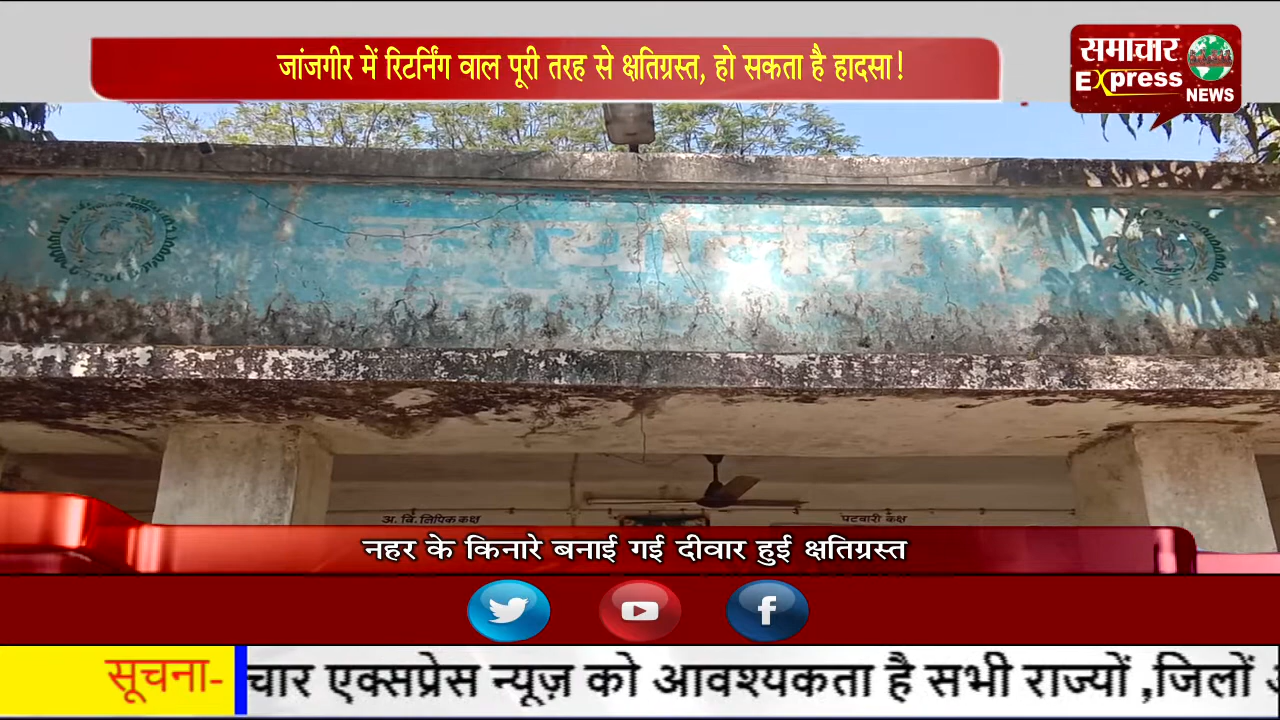 जांजगीर में रिटर्निंग वाल पूरी तरह से क्षतिग्रस्त, हो सकता है हादसा!
समाचार
Express
NEWS
कार्यालय
अ. वि. लिपिक कक्ष
पटवारी कक्ष
नहर के किनारे बनाई गई दीवार हुई क्षतिग्रस्त
सूचना-
चार एक्सप्रेस न्यूज़ को आवश्यकता है सभी राज्यों ,जिलों